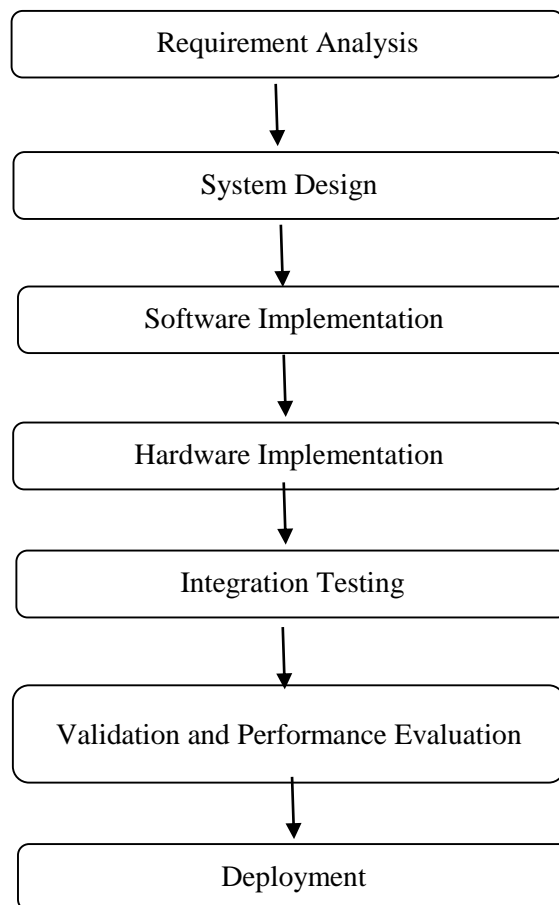 Requirement Analysis
System Design
Software Implementation
Hardware Implementation
Integration Testing
Validation and Performance Evaluation
Deployment